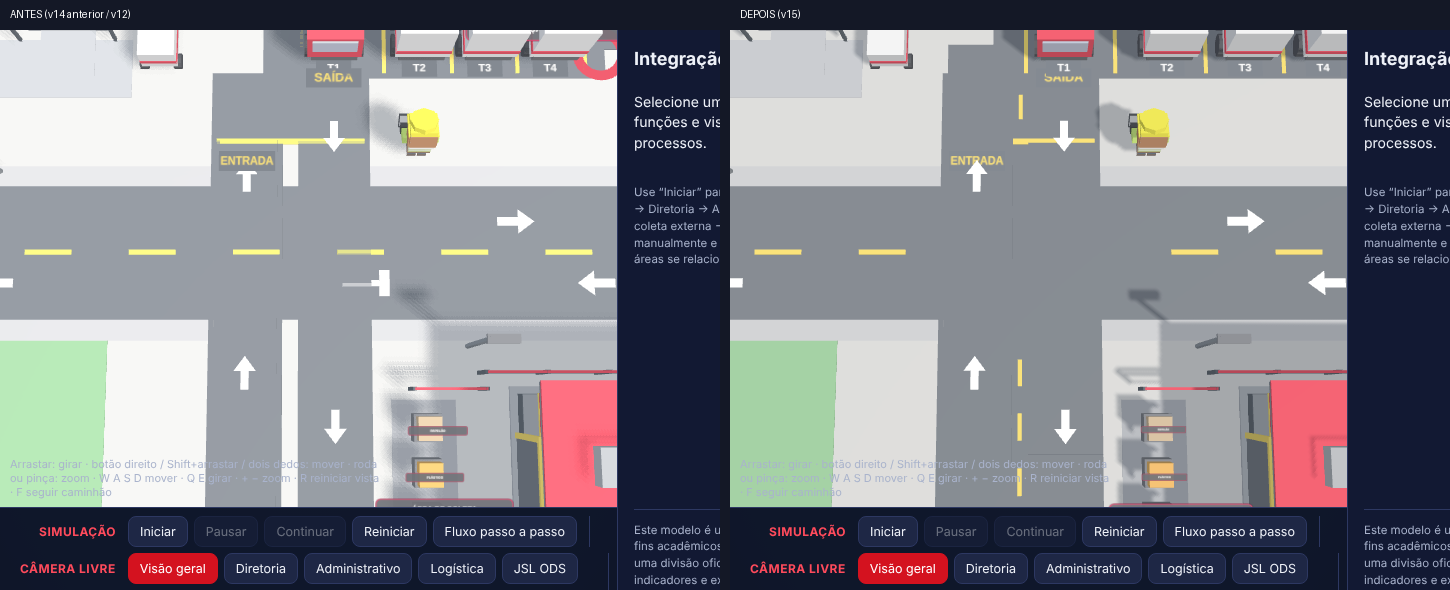 ANTES (v14 anterior / v12)
T1
T2
T3
T4
SAÍDA
ENTRADA
Integraçã
Selecione um
funções e vis
processos.
Use “Iniciar” par
→ Diretoria → A
coleta externa -
manualmente e
áreas se relacio
Arrastar: girar · botão direito / Shift+arrastar / dois dedos: mover · roda
ou pinça: zoom · W A S D mover · Q E girar · + − zoom · R reiniciar vista
· F seguir caminhão
SIMULAÇÃO
Iniciar
Pausar
Continuar
Reiniciar
Fluxo passo a passo
CÂMERA LIVRE
Visão geral
Diretoria
Administrativo
Logística
JSL ODS
Este modelo é u
fins acadêmicos
uma divisão ofic
indicadores e ex
DEPOIS (v15)
T1
T2
T3
T4
SAÍDA
ENTRADA
Integraçã
Selecione um
funções e vis
processos.
Use “Iniciar” par
→ Diretoria → A
coleta externa -
manualmente e
áreas se relacio
Arrastar: girar · botão direito / Shift+arrastar / dois dedos: mover · roda
ou pinça: zoom · W A S D mover · Q E girar · + − zoom · R reiniciar vista
· F seguir caminhão
SIMULAÇÃO
Iniciar
Pausar
Continuar
Reiniciar
Fluxo passo a passo
CÂMERA LIVRE
Visão geral
Diretoria
Administrativo
Logística
JSL ODS
Este modelo é u
fins acadêmicos
uma divisão ofic
indicadores e ex